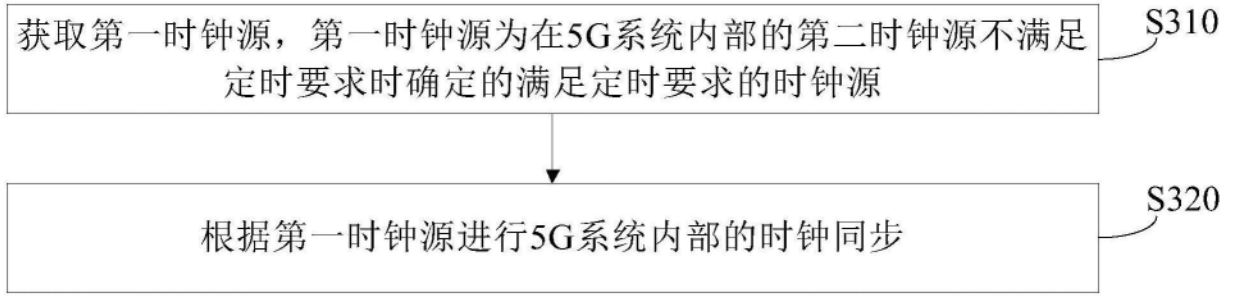 获取第一时钟源，第一时钟源为在5G系统内部的第二时钟源不满足
定时要求时确定的满足定时要求的时钟源
S310
根据第一时钟源进行5G系统内部的时钟同步
S320